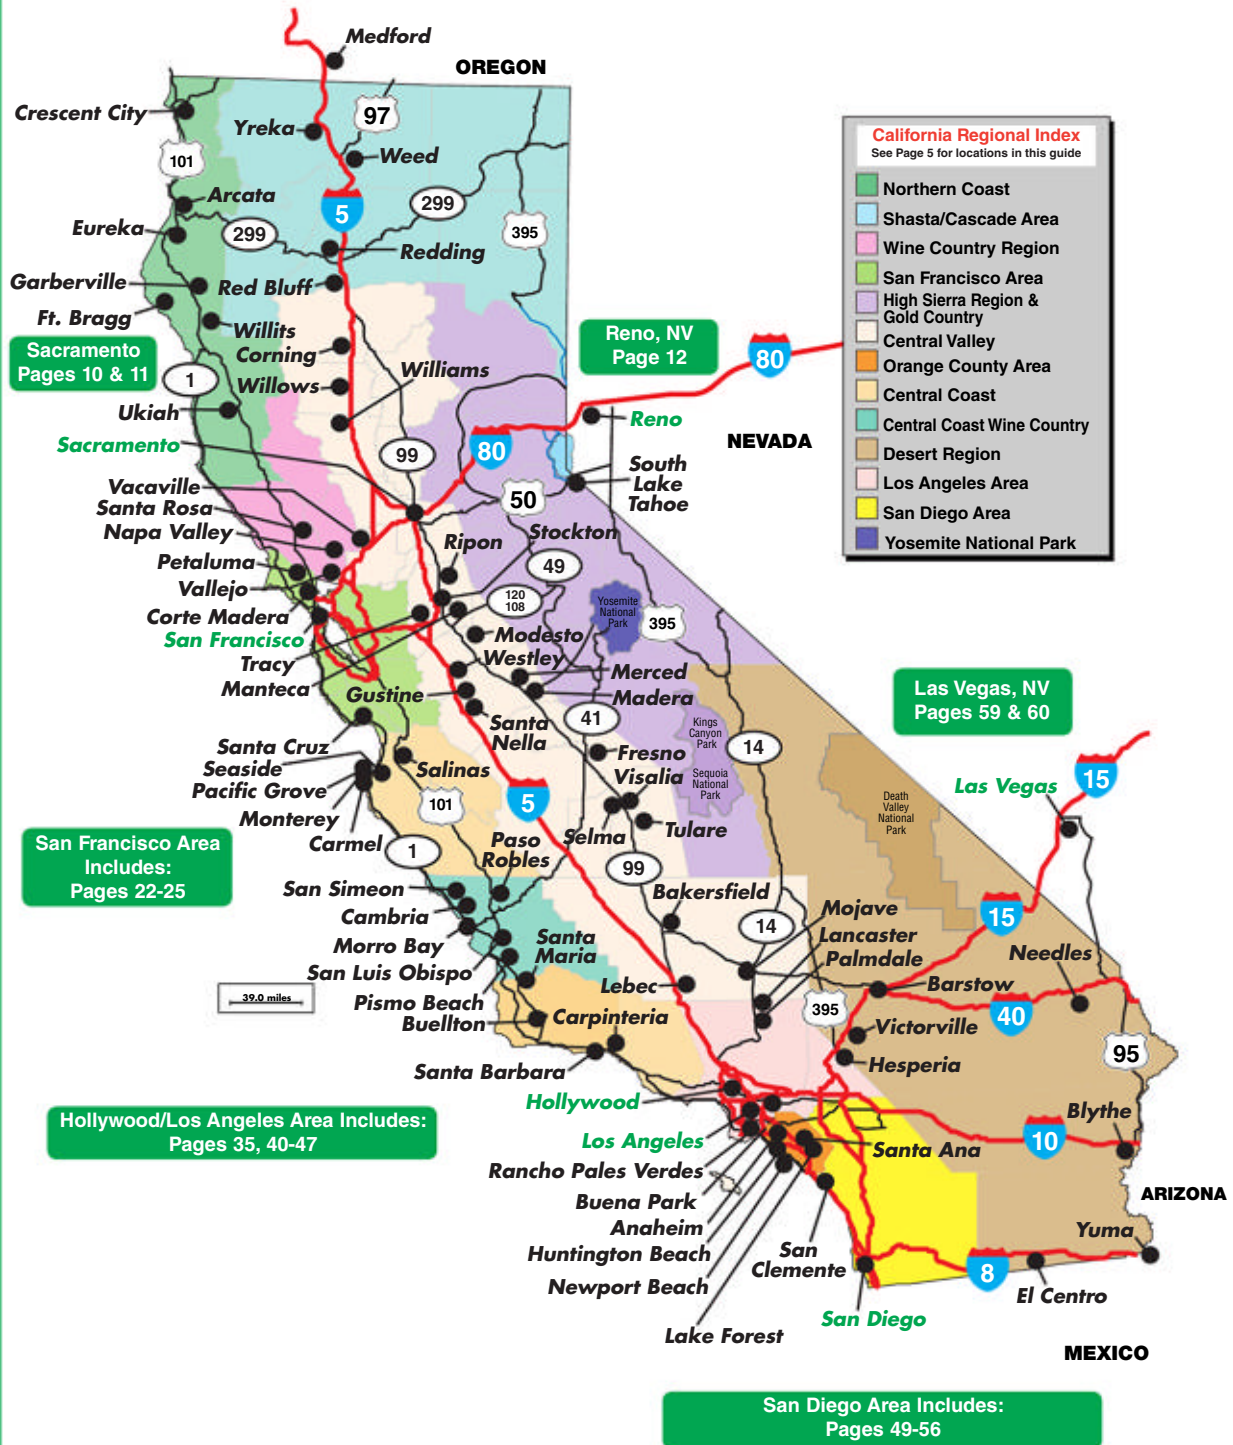 Medford
OREGON
Crescent City
97
Yreka
101
Weed
Arcata
5
299
Eureka
299
395
Redding
Garberville
Red Bluff
Ft. Bragg
Willits
Corning
Sacramento
Pages 10 & 11
Williams
Willows
1
Ukiah
Sacramento
99
80
Reno, NV
Page 12
80
Reno
NEVADA
South
Lake
Tahoe
50
Vacaville
Santa Rosa
Napa Valley
Stockton
Ripon
Petaluma
49
Vallejo
120
108
Corte Madera
San Francisco
Yosemite
National
Park
395
Tracy
Modesto
Westley
Manteca
Merced
Gustine
Madera
41
Santa
Nella
Kings
Canyon
Park
14
Santa Cruz
Seaside
Salinas
Fresno
Visalia
Sequoia
National
Park
Pacific Grove
Monterey
101
5
Carmel
1
Paso
Robles
Selma
Tulare
99
Death
Valley
National
Park
Las Vegas, NV
Pages 59 & 60
Las Vegas
15
San Francisco Area
Includes:
Pages 22-25
San Simeon
Cambria
Morro Bay
San Luis Obispo
Pismo Beach
Buellton
Santa
Maria
Bakersfield
14
Mojave
Lancaster
Palmdale
15
Needles
Lebec
Barstow
39.0 miles
Carpinteria
395
40
Victorville
95
Santa Barbara
Hesperia
Hollywood
Blythe
Hollywood/Los Angeles Area Includes:
Pages 35, 40-47
Los Angeles
10
Santa Ana
Rancho Pales Verdes
Buena Park
Anaheim
Huntington Beach
Newport Beach
Lake Forest
San
Clemente
ARIZONA
Yuma
8
El Centro
San Diego
MEXICO
San Diego Area Includes:
Pages 49-56
California Regional Index
See Page 5 for locations in this guide
Northern Coast
Shasta/Cascade Area
Wine Country Region
San Francisco Area
High Sierra Region &
Gold Country
Central Valley
Orange County Area
Central Coast
Central Coast Wine Country
Desert Region
Los Angeles Area
San Diego Area
Yosemite National Park